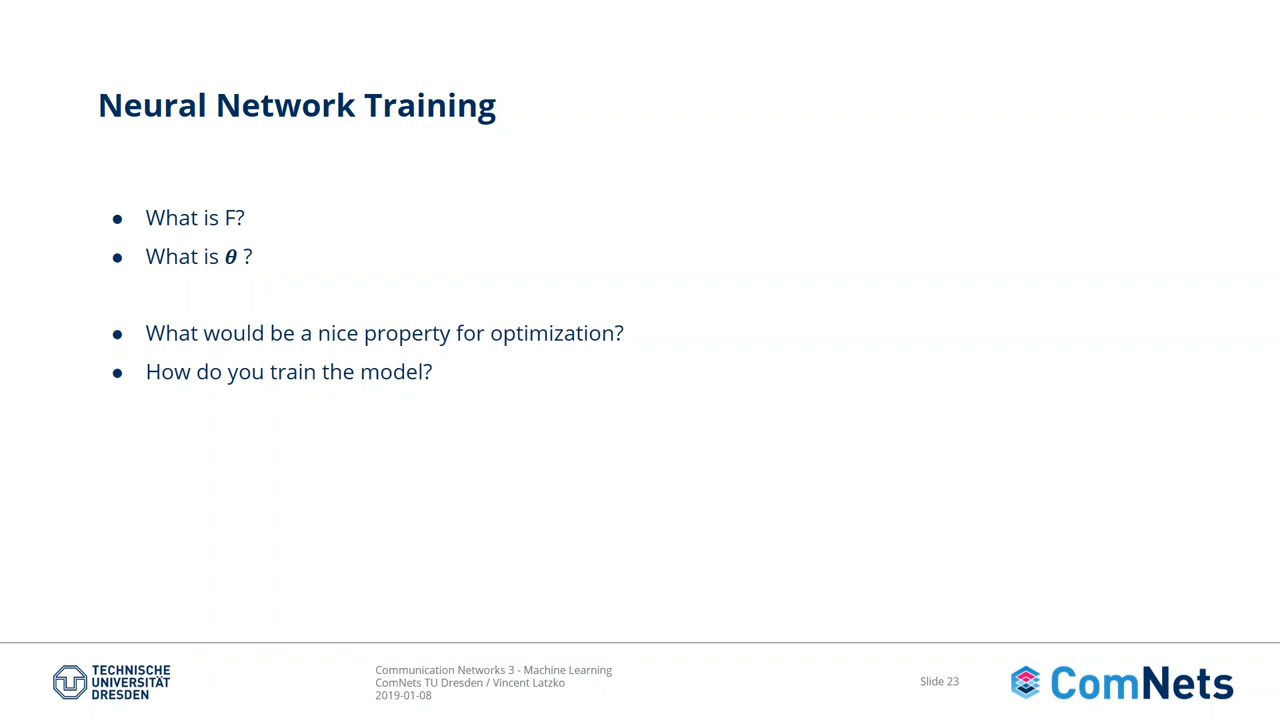 Neural Network Training
● What is F?
● What is θ ?
● What would be a nice property for optimization?
● How do you train the model?
TECHNISCHE
UNIVERSITÄT
DRESDEN
Communication Networks 3 - Machine Learning
ComNets TU Dresden / Vincent Latzko
2019-01-08
Slide 23
ComNets